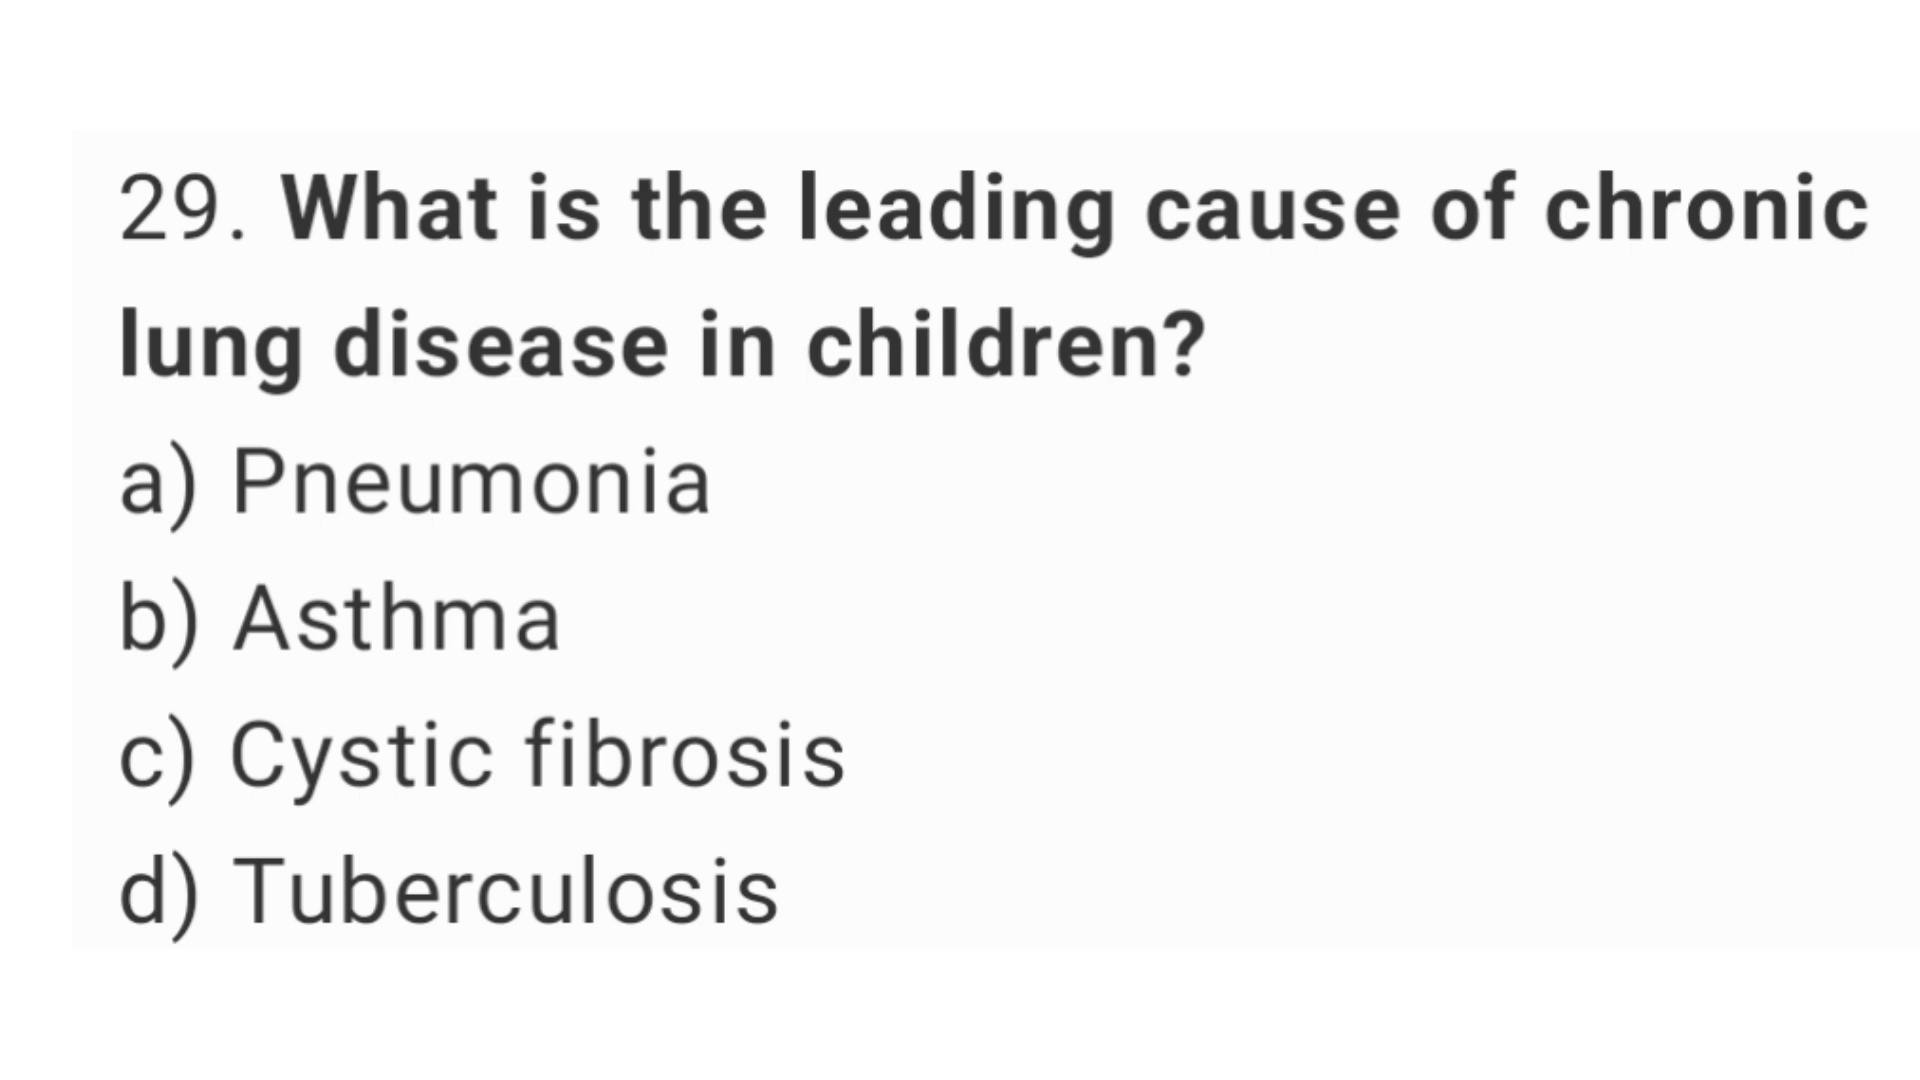 29. What is the leading cause of chronic
lung disease in children?
a) Pneumonia
b) Asthma
c) Cystic fibrosis
d) Tuberculosis